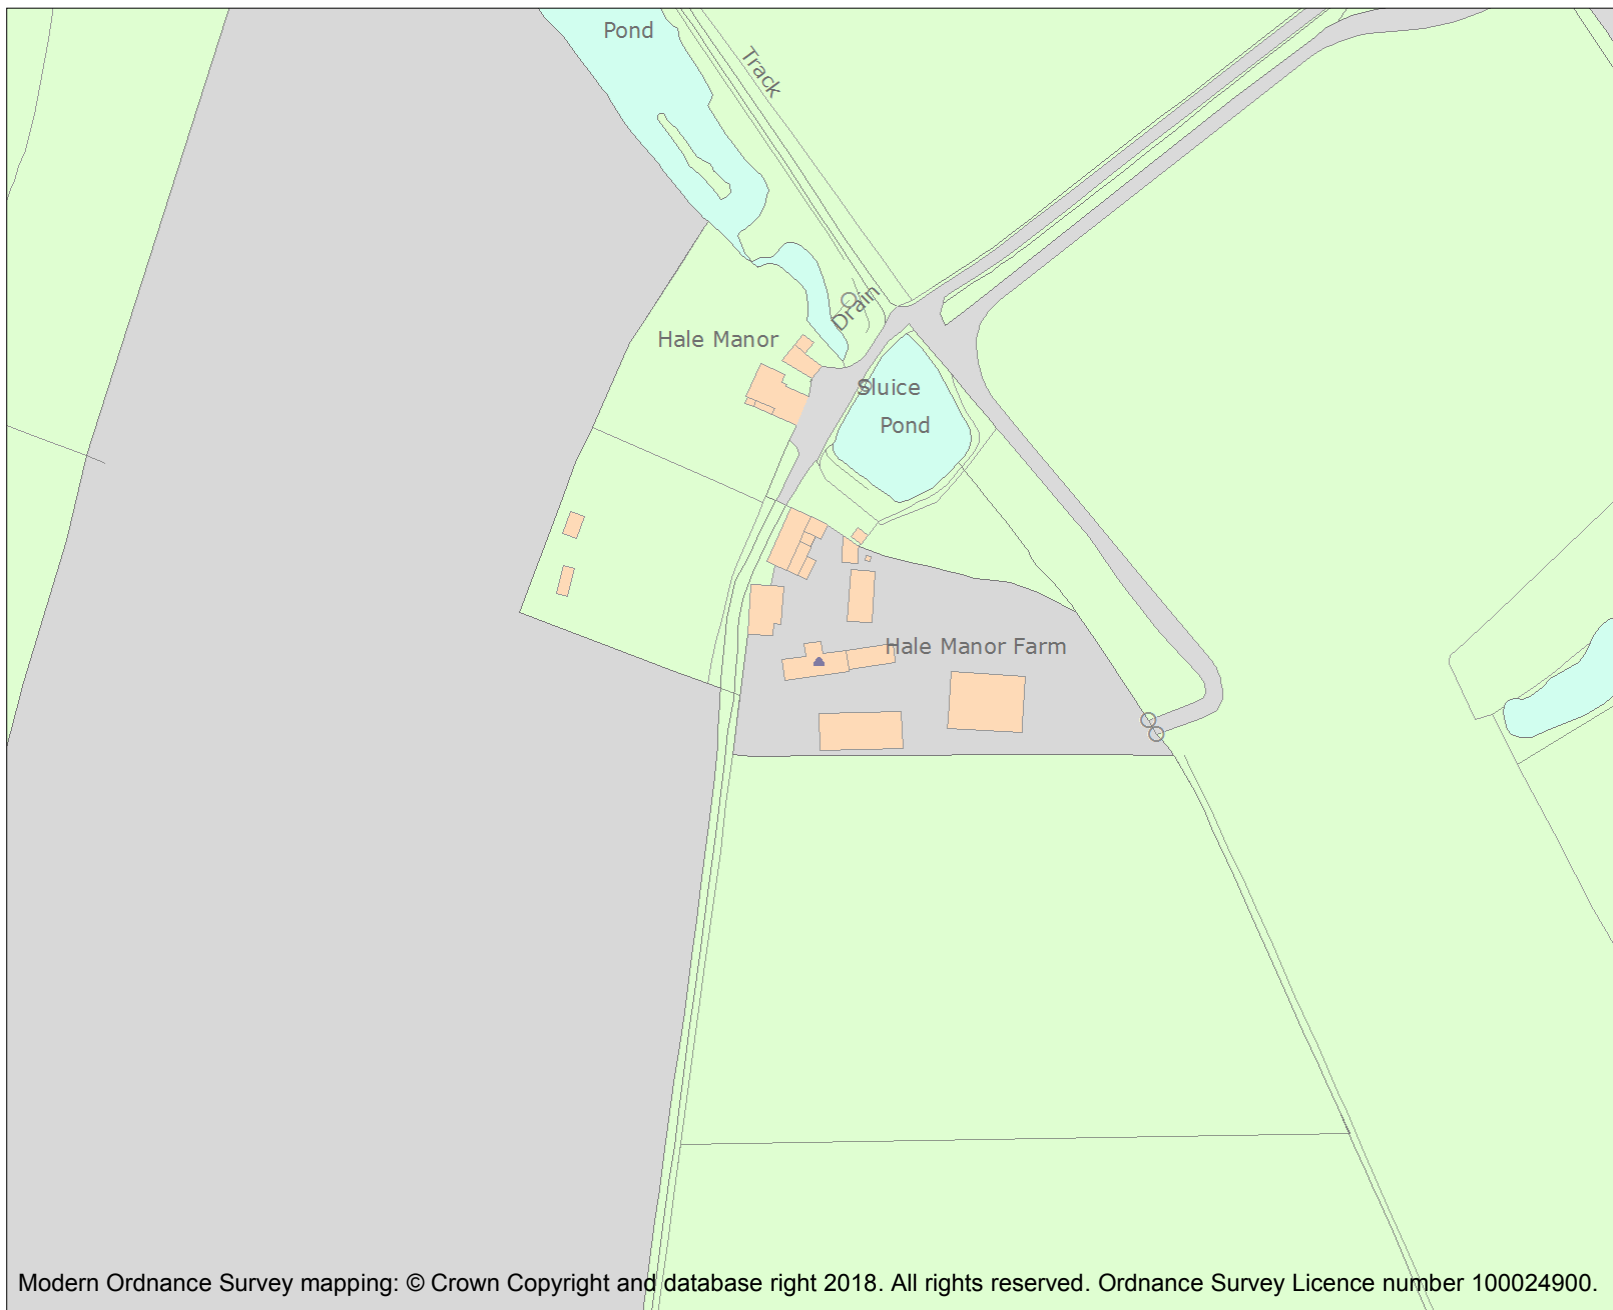 Pond
Track
Drain
Hale Manor
Sluice
Pond
Hale Manor Farm
Modern Ordnance Survey mapping: © Crown Copyright and database right 2018. All rights reserved. Ordnance Survey Licence number 100024900.